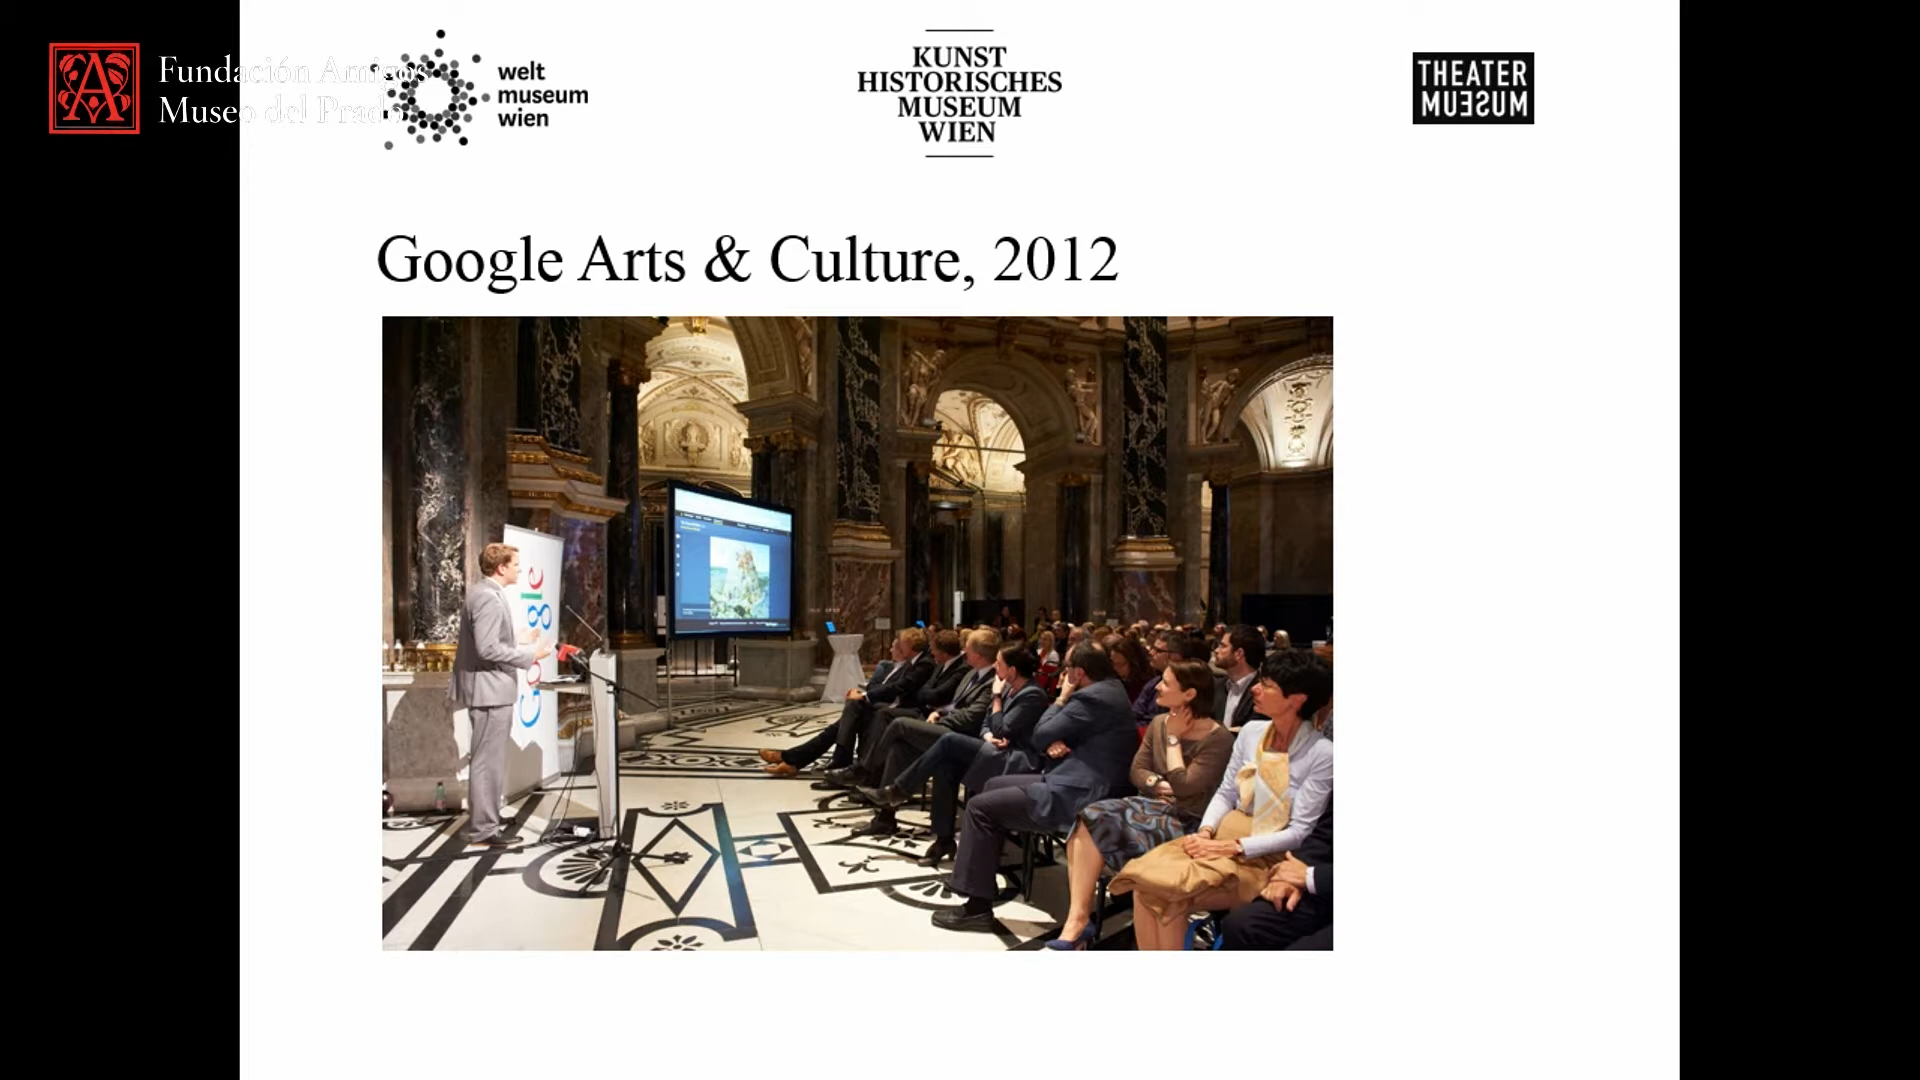 Fundación Amigos
Museo del Prado
welt
museum
wien
KUNST
HISTORISCHES
MUSEUM
WIEN
THEATER
MUSEUM
Google Arts & Culture, 2012
Google